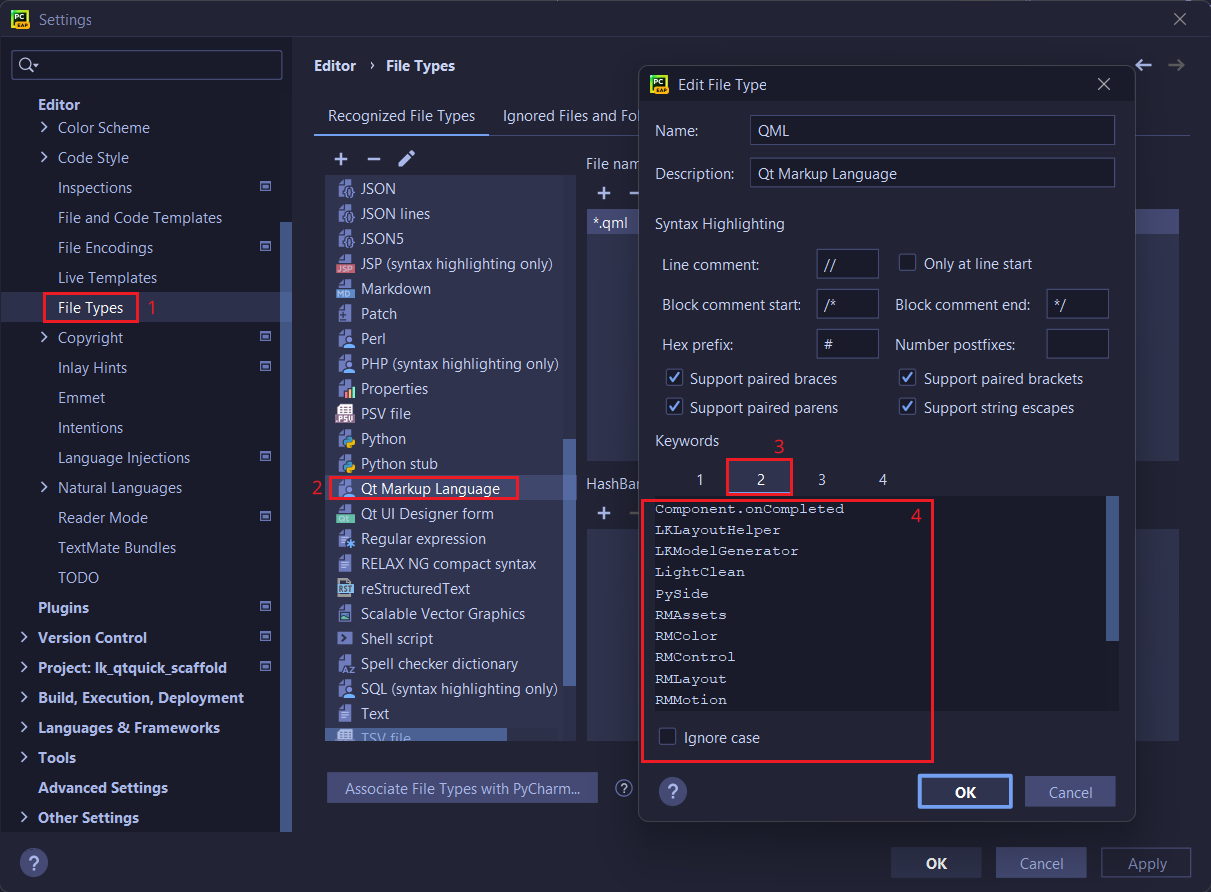 Settings
Editor
Color Scheme
Code Style
Inspections
File and Code Templates
File Encodings
Live Templates
File Types 1
Copyright
Inlay Hints
Emmet
Intentions
Language Injections
Natural Languages
Reader Mode
TextMate Bundles
TODO
Plugins
Version Control
Project: lk_qtquick_scaffold
Build, Execution, Deployment
Languages & Frameworks
Tools
Advanced Settings
Other Settings
Editor › File Types
Recognized File Types Ignored Files and Fol
JSON
JSON lines
JSON5
JSP (syntax highlighting only)
Markdown
Patch
Perl
PHP (syntax highlighting only)
Properties
PSV file
Python
Python stub
2 Qt Markup Language
Qt UI Designer form
Regular expression
RELAX NG compact syntax
reStructuredText
Scalable Vector Graphics
Shell script
Spell checker dictionary
SQL (syntax highlighting only)
Text
TSV file
Associate File Types with PyCharm... ?
File nam
*.qml
HashBan
Edit File Type
Name: QML
Description: Qt Markup Language
Syntax Highlighting
Line comment: // Only at line start
Block comment start: /* Block comment end: */
Hex prefix: # Number postfixes:
Support paired braces Support paired brackets
Support paired parens Support string escapes
Keywords 3
1 2 3 4
Component.onCompleted 4
LKLayoutHelper
LKModelGenerator
LightClean
PySide
RMAssets
RMColor
RMControl
RMLayout
RMMotion
Ignore case
? OK Cancel
? OK Cancel Apply